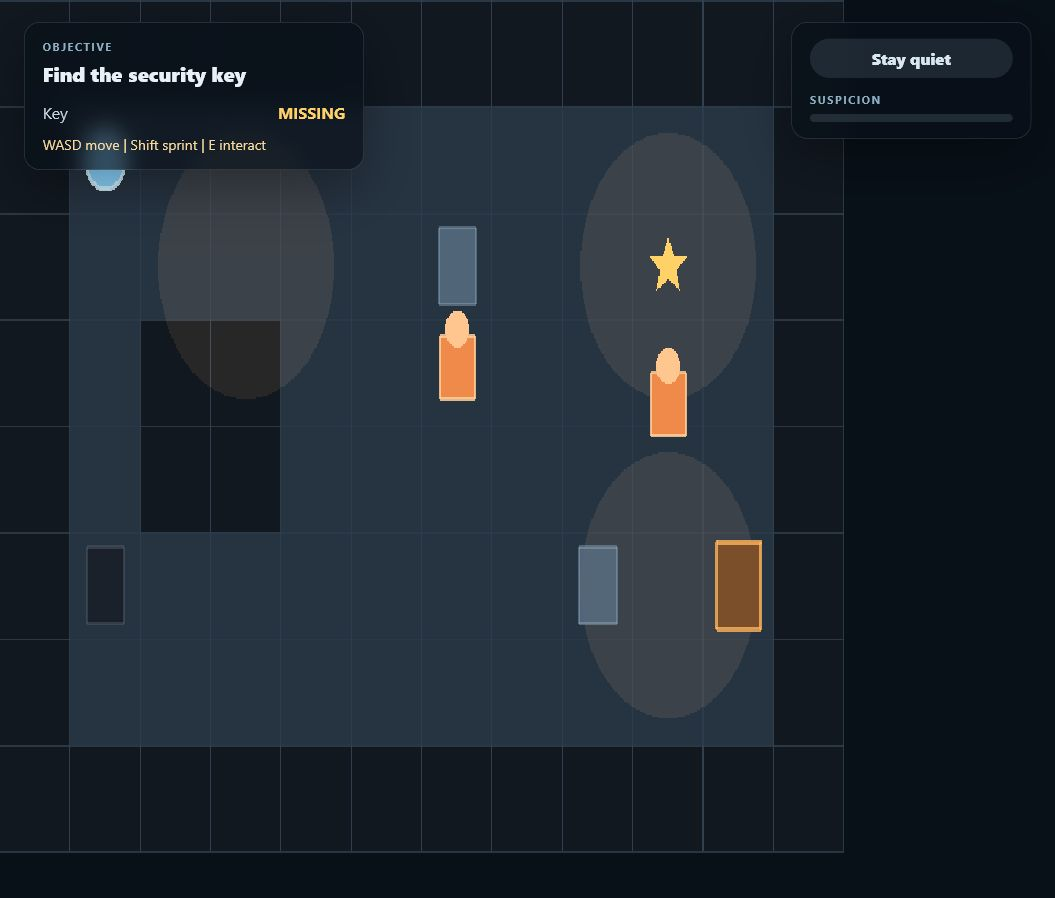 OBJECTIVE
Find the security key
Key MISSING
WASD move | Shift sprint | E interact
Stay quiet
SUSPICION